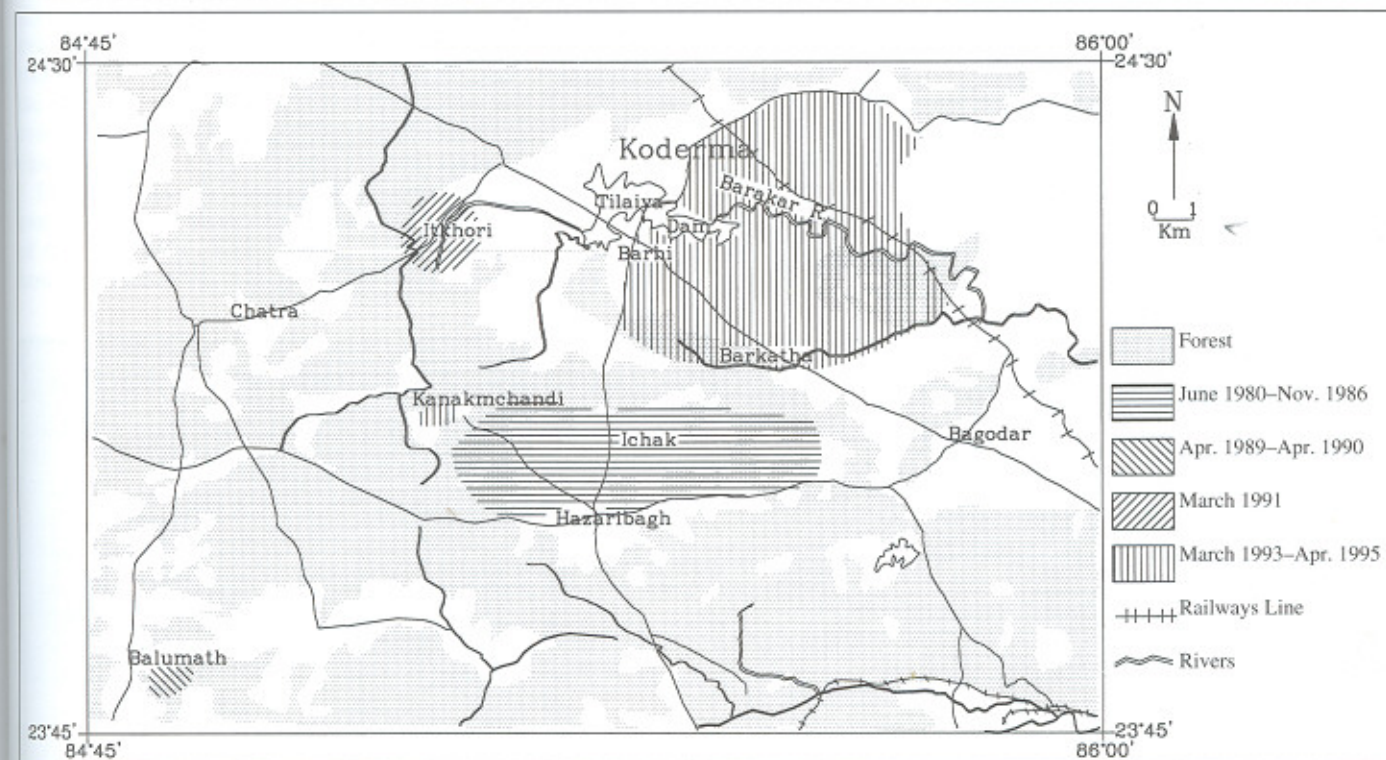 84°45'
86°00'
24°30'
24°30'
N
0 1
Km
Koderma
Tilaiya
Barakar R.
Dam
Itkhori
Barhi
Chatra
Barkatha
Kanakmchandi
Ichak
Bagodar
Hazaribagh
Balumath
23°45'
23°45'
84°45'
86°00'
Forest
June 1980–Nov. 1986
Apr. 1989–Apr. 1990
March 1991
March 1993–Apr. 1995
Railways Line
Rivers